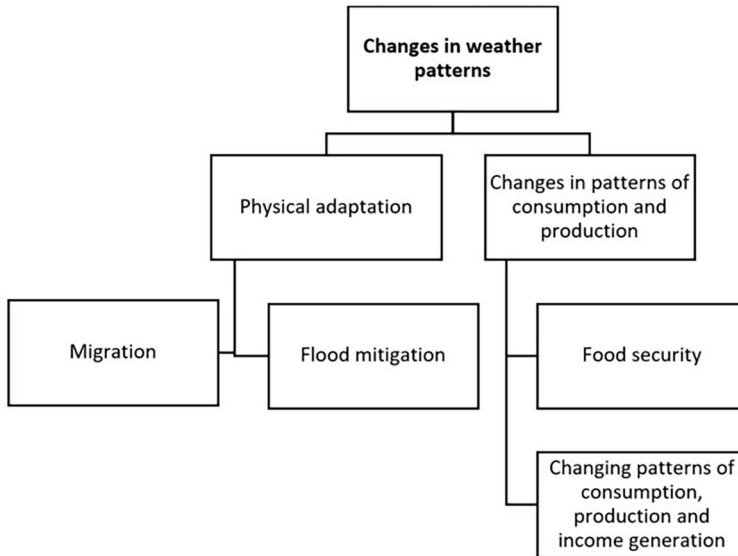 Changes in weather
patterns
Physical adaptation
Changes in patterns of
consumption and
production
Migration
Flood mitigation
Food security
Changing patterns of
consumption,
production and
income generation